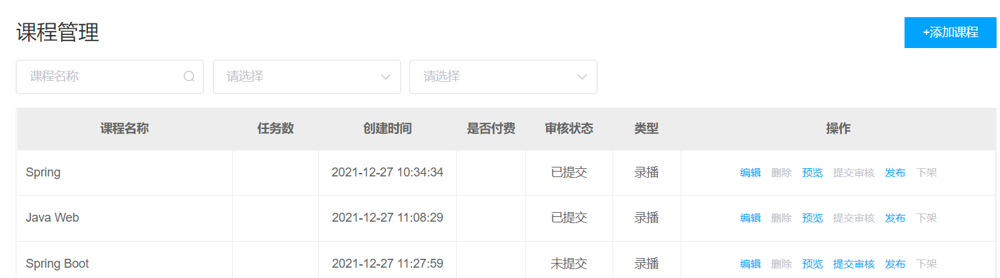 课程管理
+添加课程
课程名称 请选择 请选择
课程名称 任务数 创建时间 是否付费 审核状态 类型 操作
Spring 2021-12-27 10:34:34 已提交 录播 编辑 删除 预览 提交审核 发布 下架
Java Web 2021-12-27 11:08:29 已提交 录播 编辑 删除 预览 提交审核 发布 下架
Spring Boot 2021-12-27 11:27:59 未提交 录播 编辑 删除 预览 提交审核 发布 下架